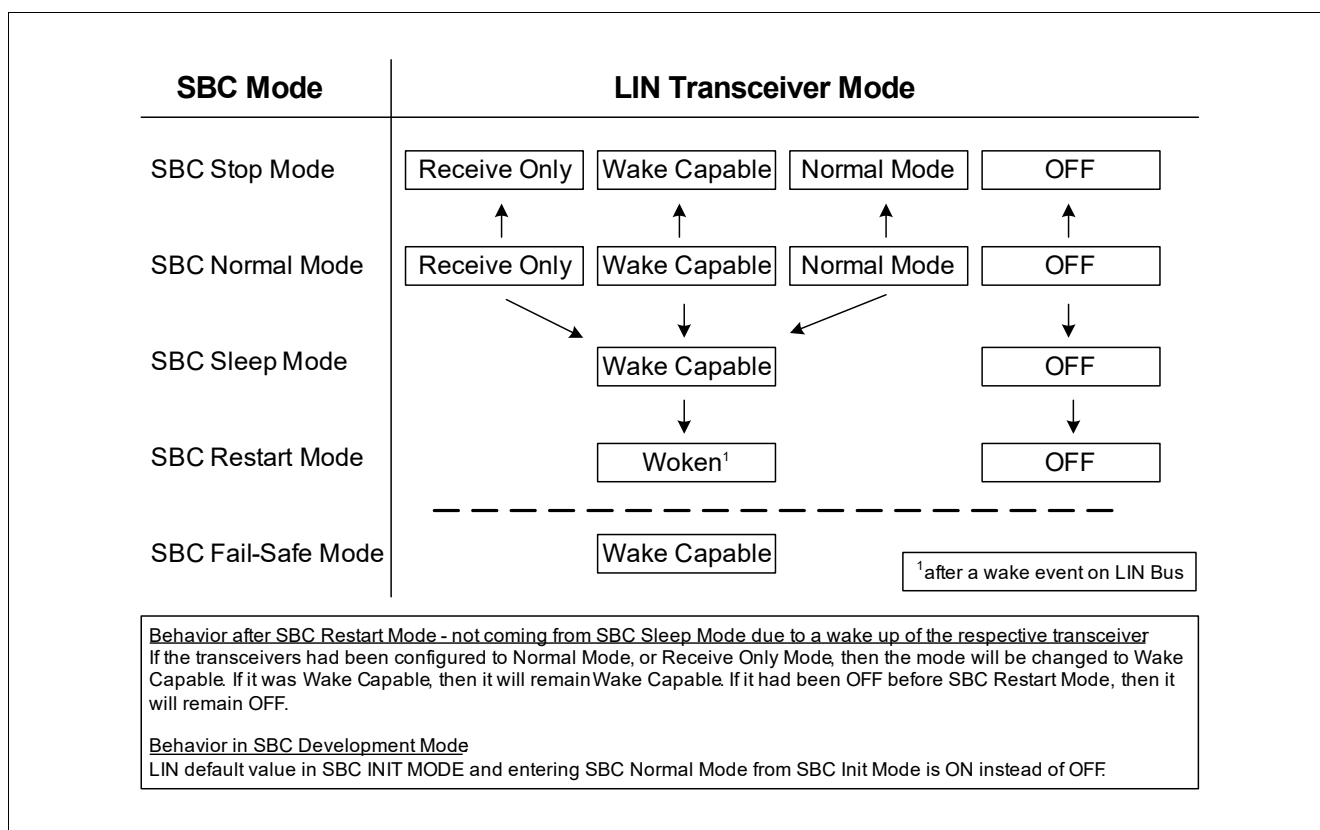 SBC Mode LIN Transceiver Mode
SBC Stop Mode Receive Only Wake Capable Normal Mode OFF
SBC Normal Mode Receive Only Wake Capable Normal Mode OFF
SBC Sleep Mode Wake Capable OFF
SBC Restart Mode Woken¹ OFF
SBC Fail-Safe Mode Wake Capable
¹after a wake event on LIN Bus
Behavior after SBC Restart Mode - not coming from SBC Sleep Mode due to a wake up of the respective transceiver
If the transceivers had been configured to Normal Mode, or Receive Only Mode, then the mode will be changed to Wake
Capable. If it was Wake Capable, then it will remain Wake Capable. If it had been OFF before SBC Restart Mode, then it
will remain OFF.
Behavior in SBC Development Mode
LIN default value in SBC INIT MODE and entering SBC Normal Mode from SBC Init Mode is ON instead of OFF.